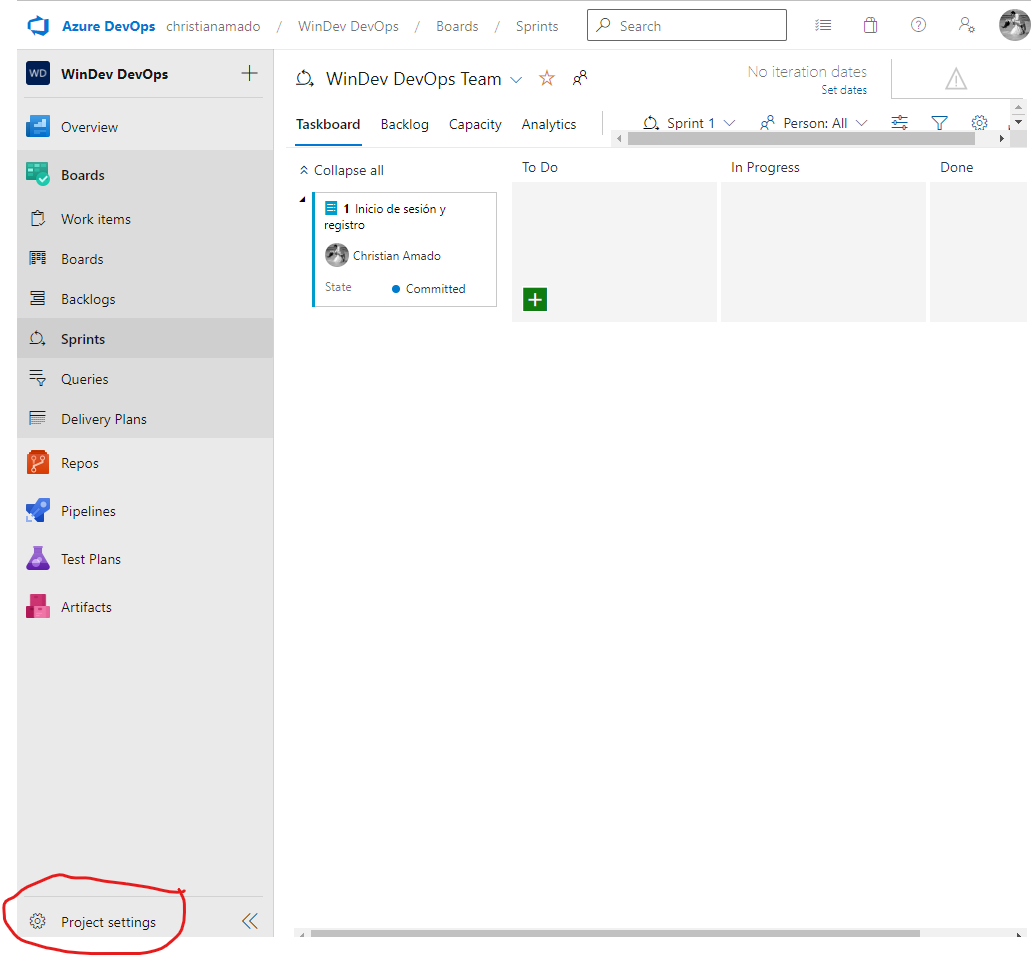 Azure DevOps christianamado / WinDev DevOps / Boards / Sprints Search
WD WinDev DevOps
WinDev DevOps Team
No iteration dates
Set dates
Overview
Boards
Work items
Boards
Backlogs
Sprints
Queries
Delivery Plans
Repos
Pipelines
Test Plans
Artifacts
Project settings
Taskboard Backlog Capacity Analytics Sprint 1 Person: All
Collapse all To Do In Progress Done
1 Inicio de sesión y
registro
Christian Amado
State Committed